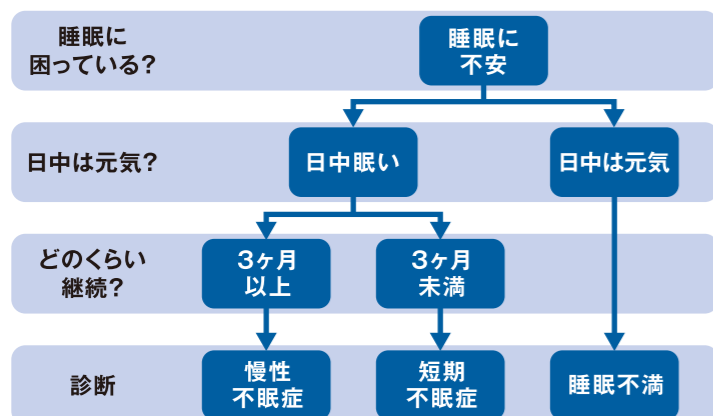 睡眠に
困っている?
睡眠に
不安
日中は元気?
日中眠い
日中は元気
どのくらい
継続?
3ヶ月
以上
3ヶ月
未満
診断
慢性
不眠症
短期
不眠症
睡眠不満